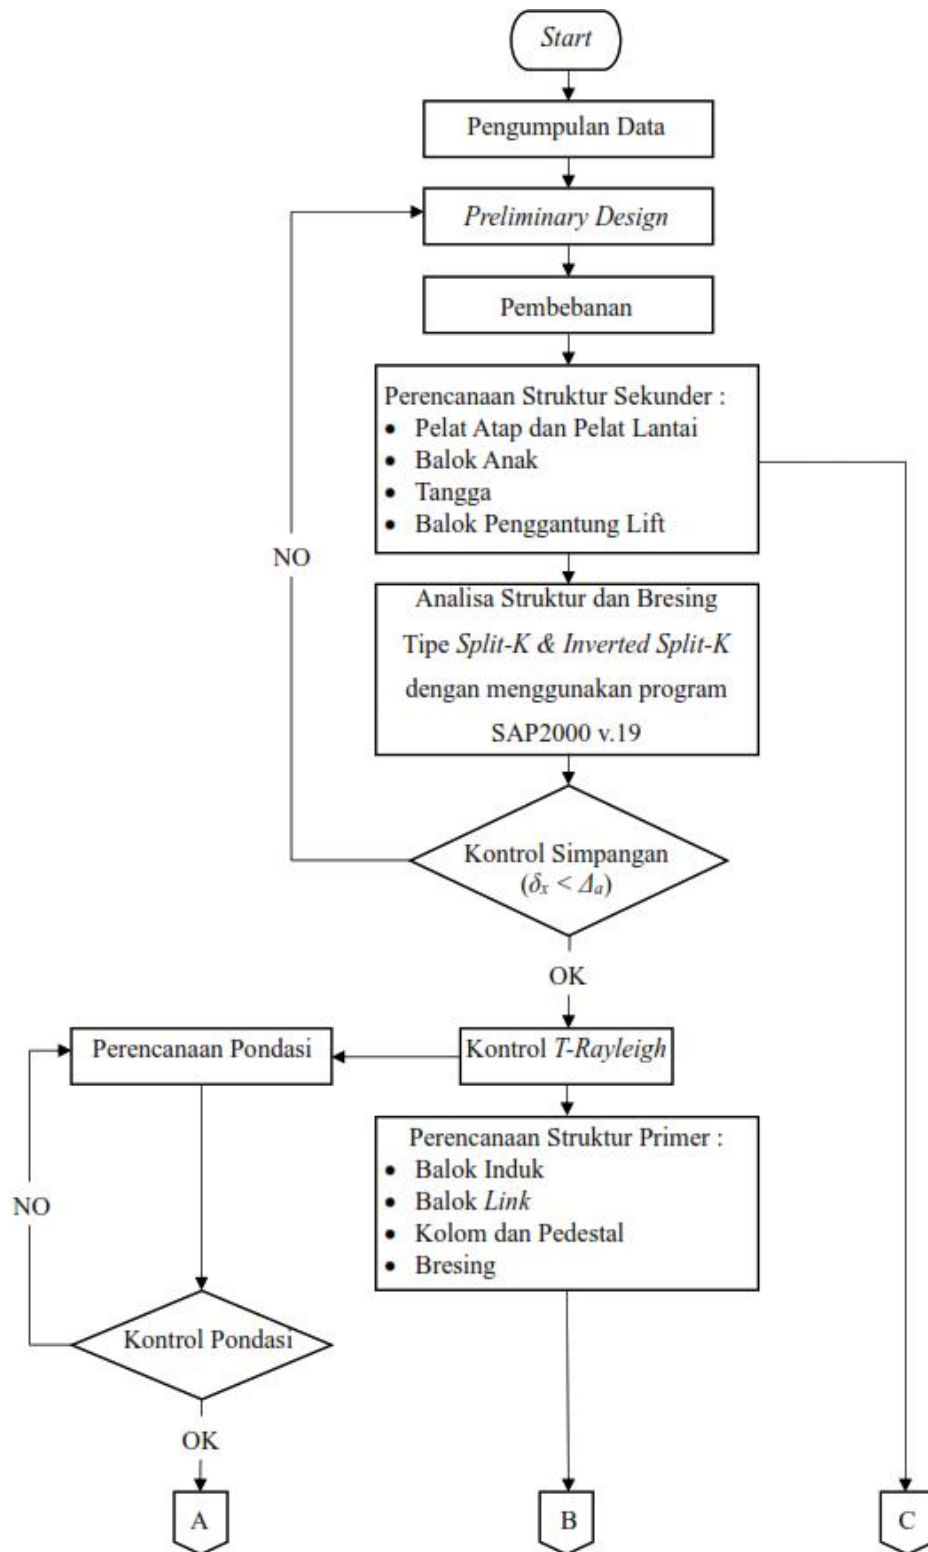 Start
Pengumpulan Data
Preliminary Design
Pembebanan
Perencanaan Struktur Sekunder :
• Pelat Atap dan Pelat Lantai
• Balok Anak
• Tangga
• Balok Penggantung Lift
NO
Analisa Struktur dan Bresing
Tipe Split-K & Inverted Split-K
dengan menggunakan program
SAP2000 v.19
Kontrol Simpangan
(δx < Δa)
OK
Perencanaan Pondasi
Kontrol T-Rayleigh
Perencanaan Struktur Primer :
• Balok Induk
• Balok Link
• Kolom dan Pedestal
• Bresing
NO
Kontrol Pondasi
OK
A
B
C